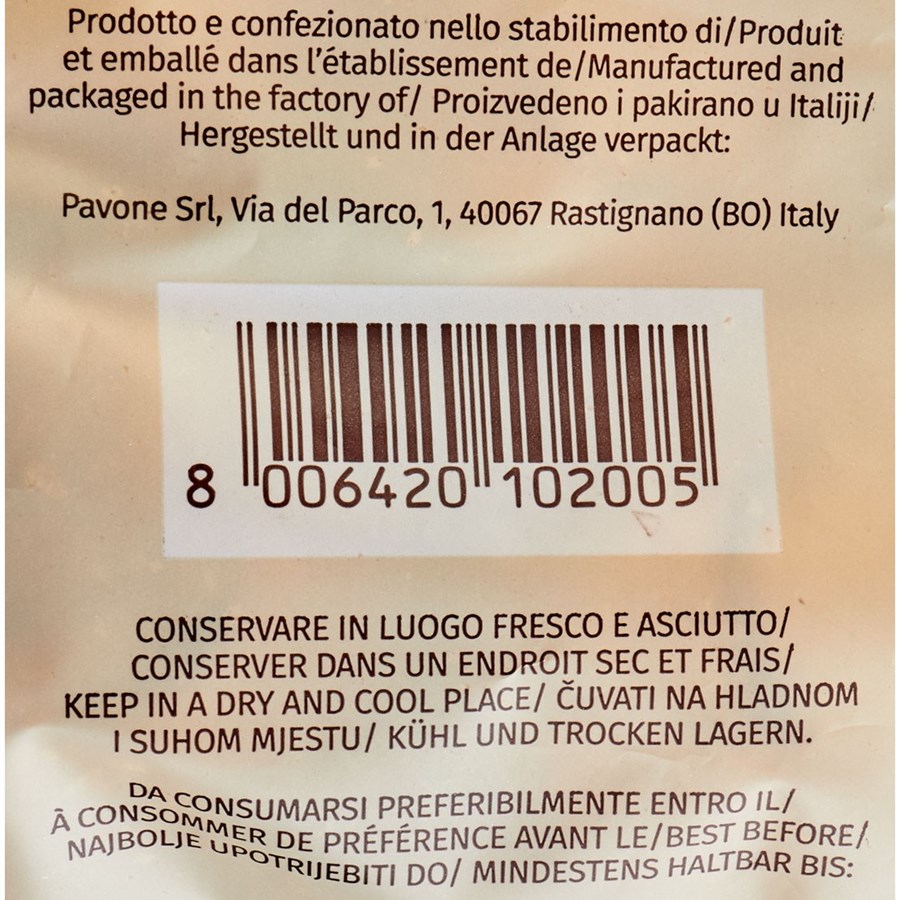 Prodotto e confezionato nello stabilimento di/Produit
et emballé dans l'établissement de/Manufactured and
packaged in the factory of/ Proizvedeno i pakirano u Italiji/
Hergestellt und in der Anlage verpackt:
Pavone Srl, Via del Parco, 1, 40067 Rastignano (BO) Italy
8 006420 102005
CONSERVARE IN LUOGO FRESCO E ASCIUTTO/
CONSERVER DANS UN ENDROIT SEC ET FRAIS/
KEEP IN A DRY AND COOL PLACE/ ČUVATI NA HLADNOM
I SUHOM MJESTU/ KÜHL UND TROCKEN LAGERN.
DA CONSUMARSI PREFERIBILMENTE ENTRO IL/
À CONSOMMER DE PRÉFÉRENCE AVANT LE/BEST BEFORE/
NAJBOLJE UPOTRIJEBITI DO/ MINDESTENS HALTBAR BIS: